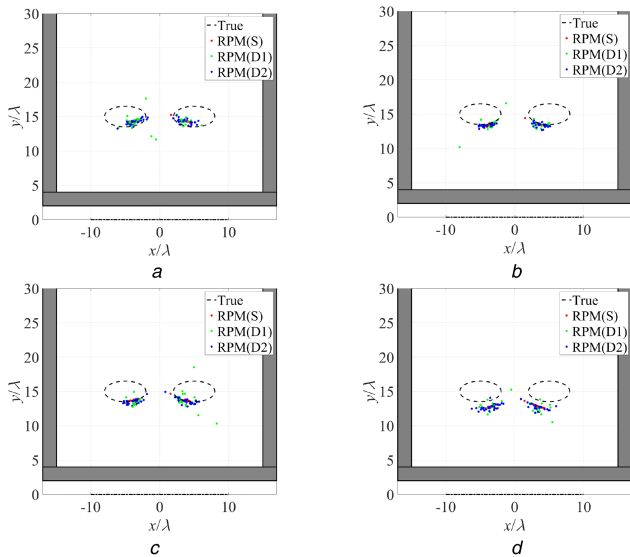 30
25
20
15
10
5
0
y/λ
-10 0 10
x/λ
True
RPM(S)
RPM(D1)
RPM(D2)
a
30
25
20
15
10
5
0
y/λ
-10 0 10
x/λ
True
RPM(S)
RPM(D1)
RPM(D2)
b
30
25
20
15
10
5
0
y/λ
-10 0 10
x/λ
True
RPM(S)
RPM(D1)
RPM(D2)
c
30
25
20
15
10
5
0
y/λ
-10 0 10
x/λ
True
RPM(S)
RPM(D1)
RPM(D2)
d